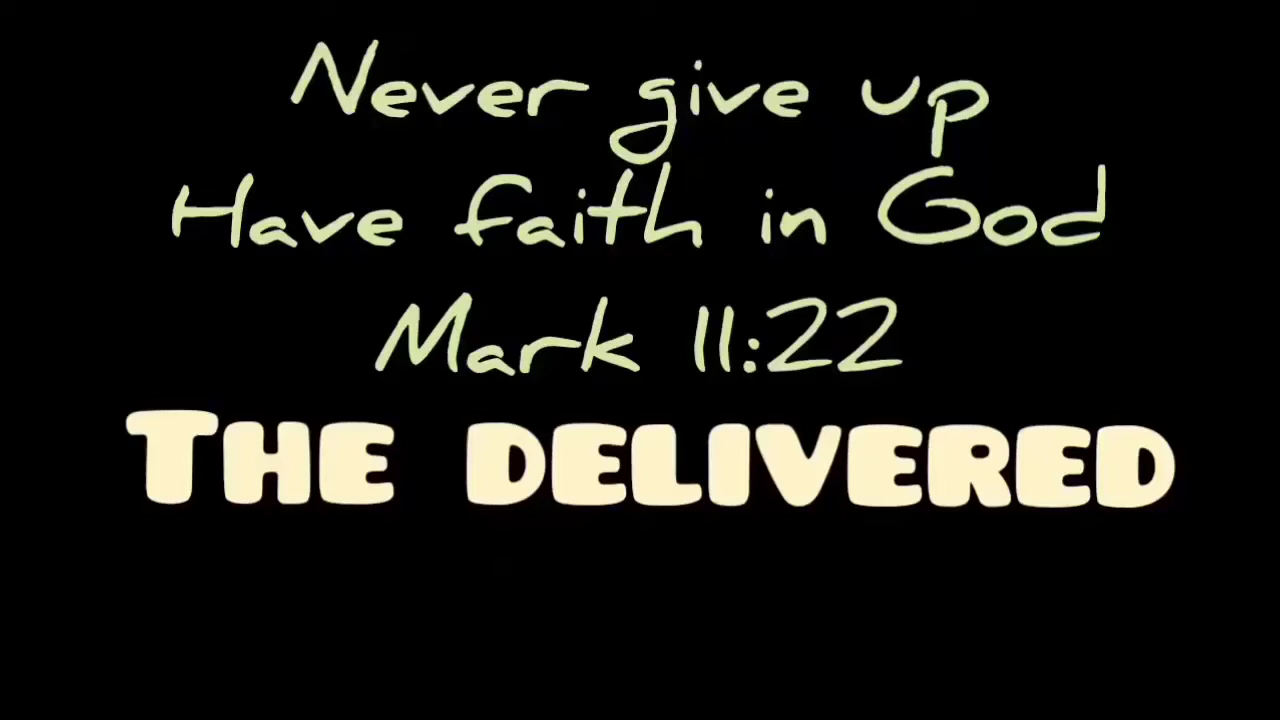 Never give up
Have faith in God
Mark 11:22
THE DELIVERED